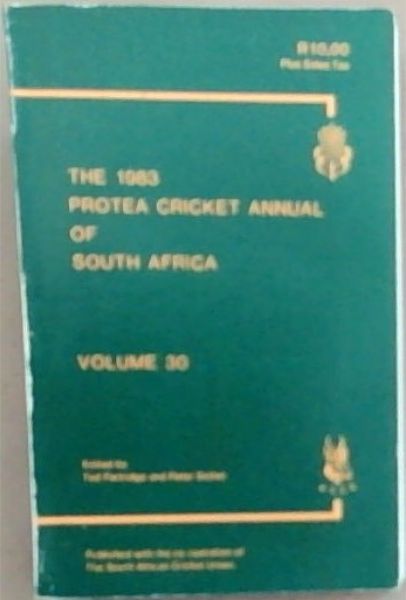 R10,00
Plus Sales Tax
THE 1983
PROTEA CRICKET ANNUAL
OF
SOUTH AFRICA
VOLUME 30
Edited by
Ted Partridge and Peter
Published with the co-operation of
The South African Cricket Union